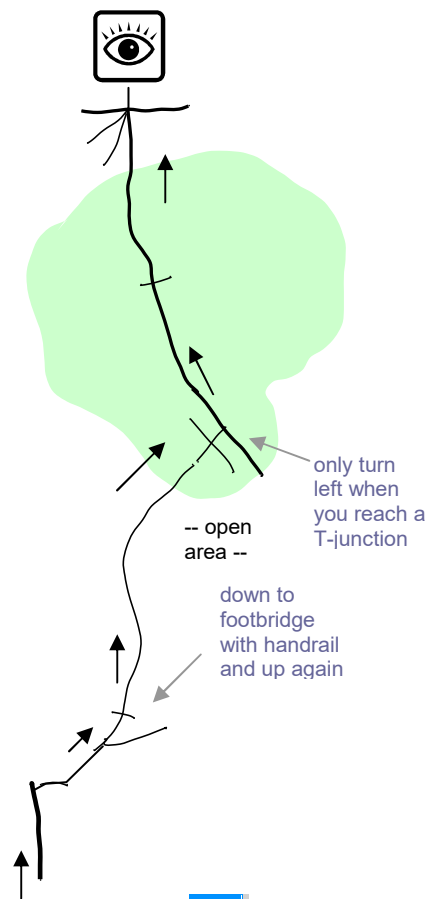 only turn
left when
you reach a
T-junction
-- open
area --
down to
footbridge
with handrail
and up again